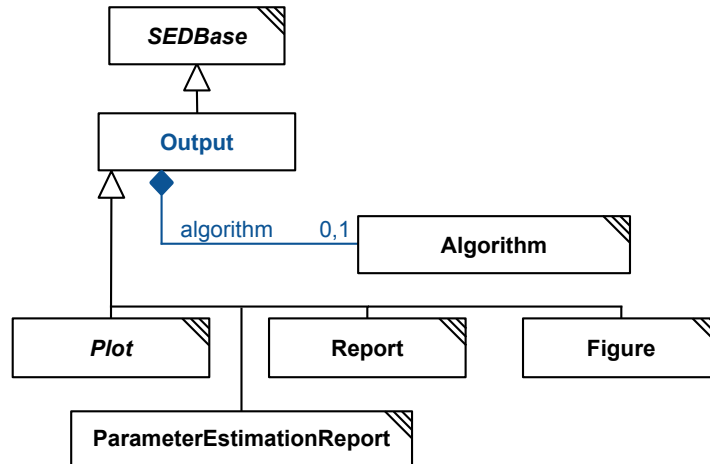 SEDBase
Output
algorithm 0,1
Algorithm
Plot
Report
Figure
ParameterEstimationReport